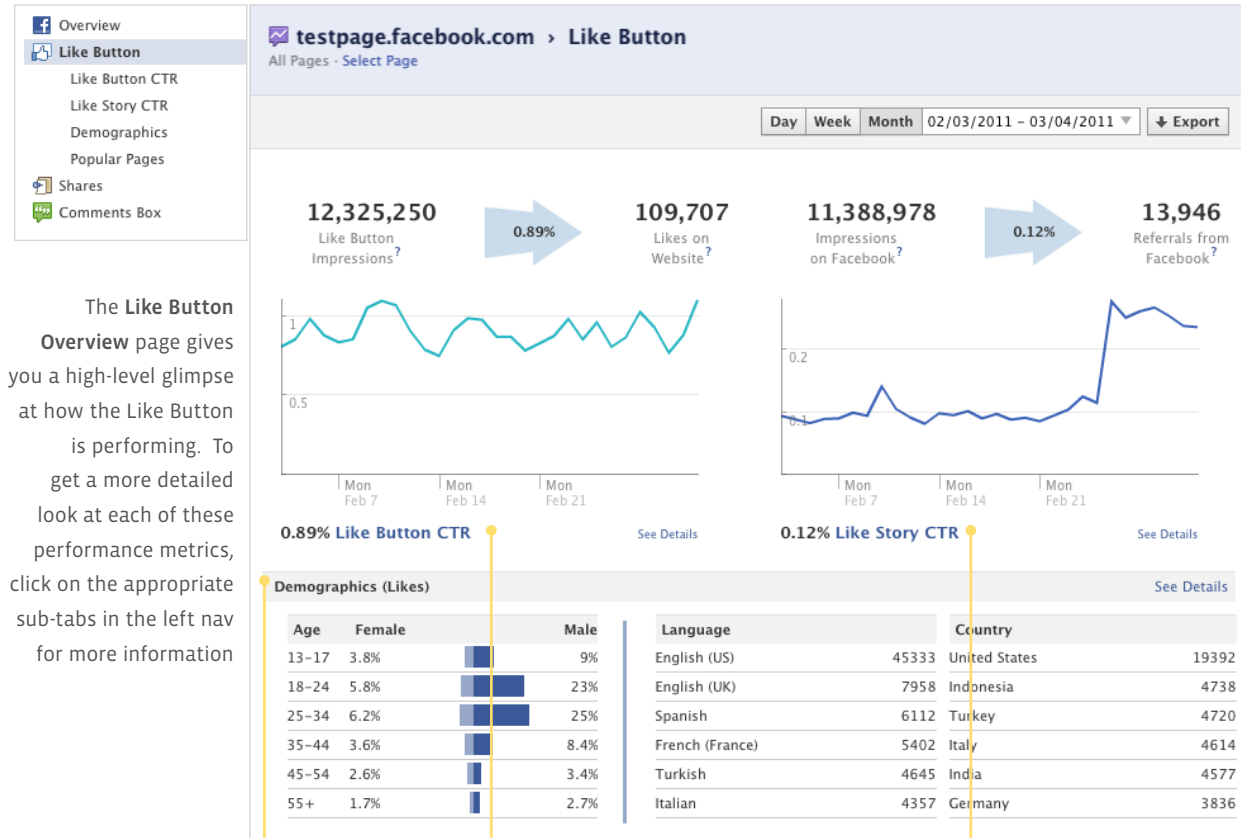 Overview
Like Button
Like Button CTR
Like Story CTR
Demographics
Popular Pages
Shares
Comments Box
The Like Button
Overview page gives
you a high-level glimpse
at how the Like Button
is performing. To
get a more detailed
look at each of these
performance metrics,
click on the appropriate
sub-tabs in the left nav
for more information
testpage.facebook.com › Like Button
All Pages · Select Page
Day Week Month 02/03/2011 – 03/04/2011 Export
12,325,250 0.89% 109,707 11,388,978 0.12% 13,946
Like Button Likes on Impressions Referrals from
Impressions? Website? on Facebook? Facebook?
1
0.5
Mon Mon Mon
Feb 7 Feb 14 Feb 21
0.2
0.1
Mon Mon Mon
Feb 7 Feb 14 Feb 21
0.89% Like Button CTR See Details
0.12% Like Story CTR See Details
Demographics (Likes) See Details
Age Female Male
13-17 3.8% 9%
18-24 5.8% 23%
25-34 6.2% 25%
35-44 3.6% 8.4%
45-54 2.6% 3.4%
55+ 1.7% 2.7%
Language
English (US) 45333
English (UK) 7958
Spanish 6112
French (France) 5402
Turkish 4645
Italian 4357
Country
United States 19392
Indonesia 4738
Turkey 4720
Italy 4614
India 4577
Germany 3836